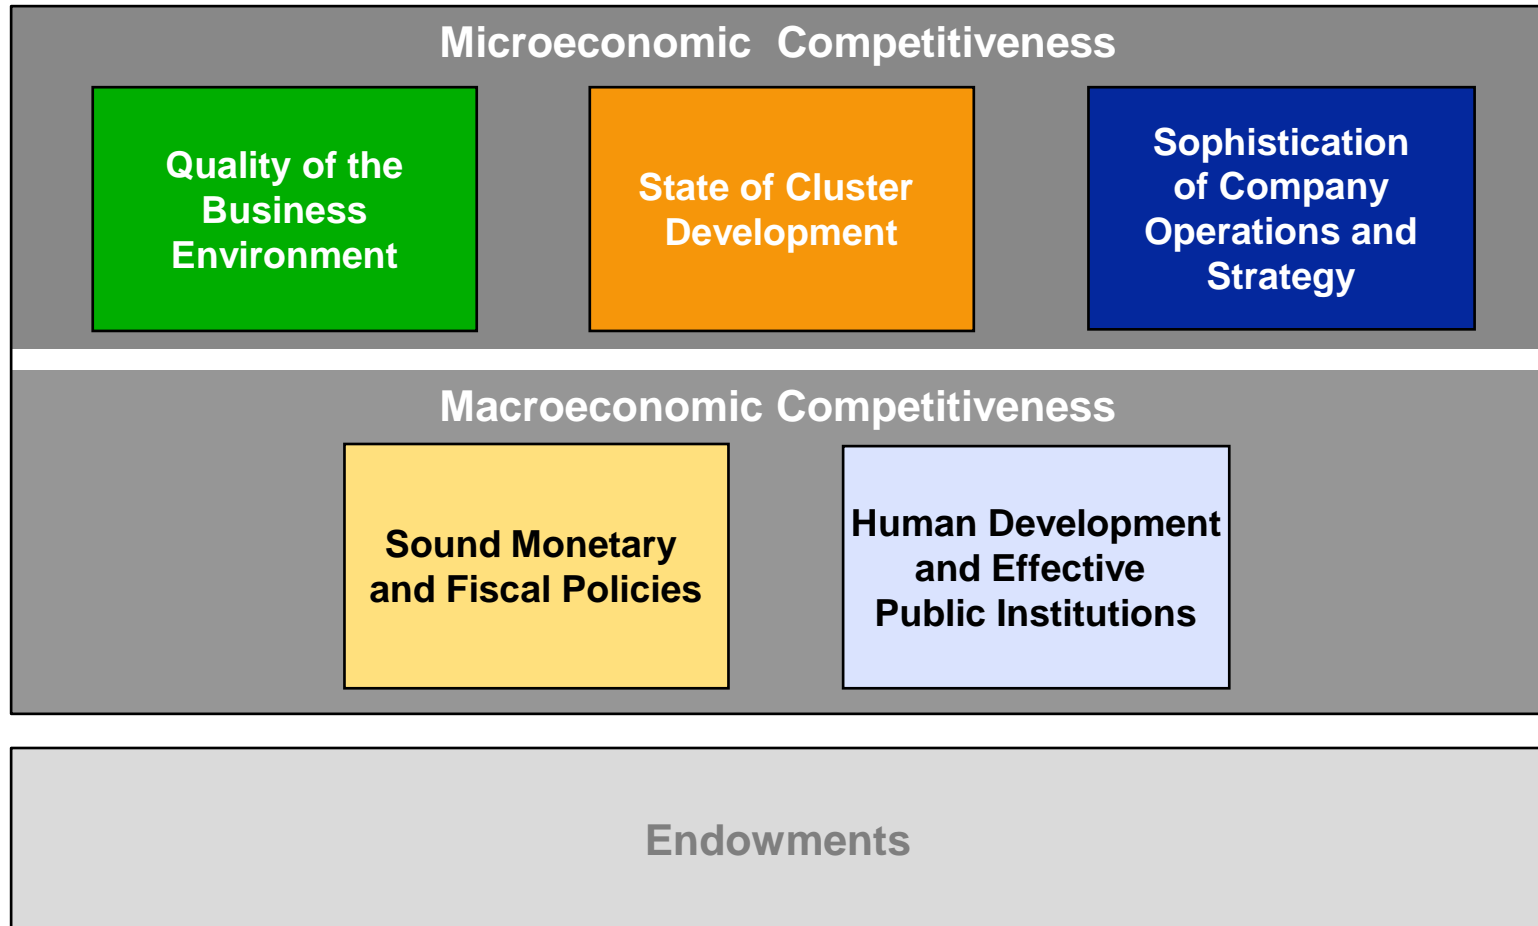 Microeconomic Competitiveness
Quality of the
Business
Environment
State of Cluster
Development
Sophistication
of Company
Operations and
Strategy
Macroeconomic Competitiveness
Sound Monetary
and Fiscal Policies
Human Development
and Effective
Public Institutions
Endowments